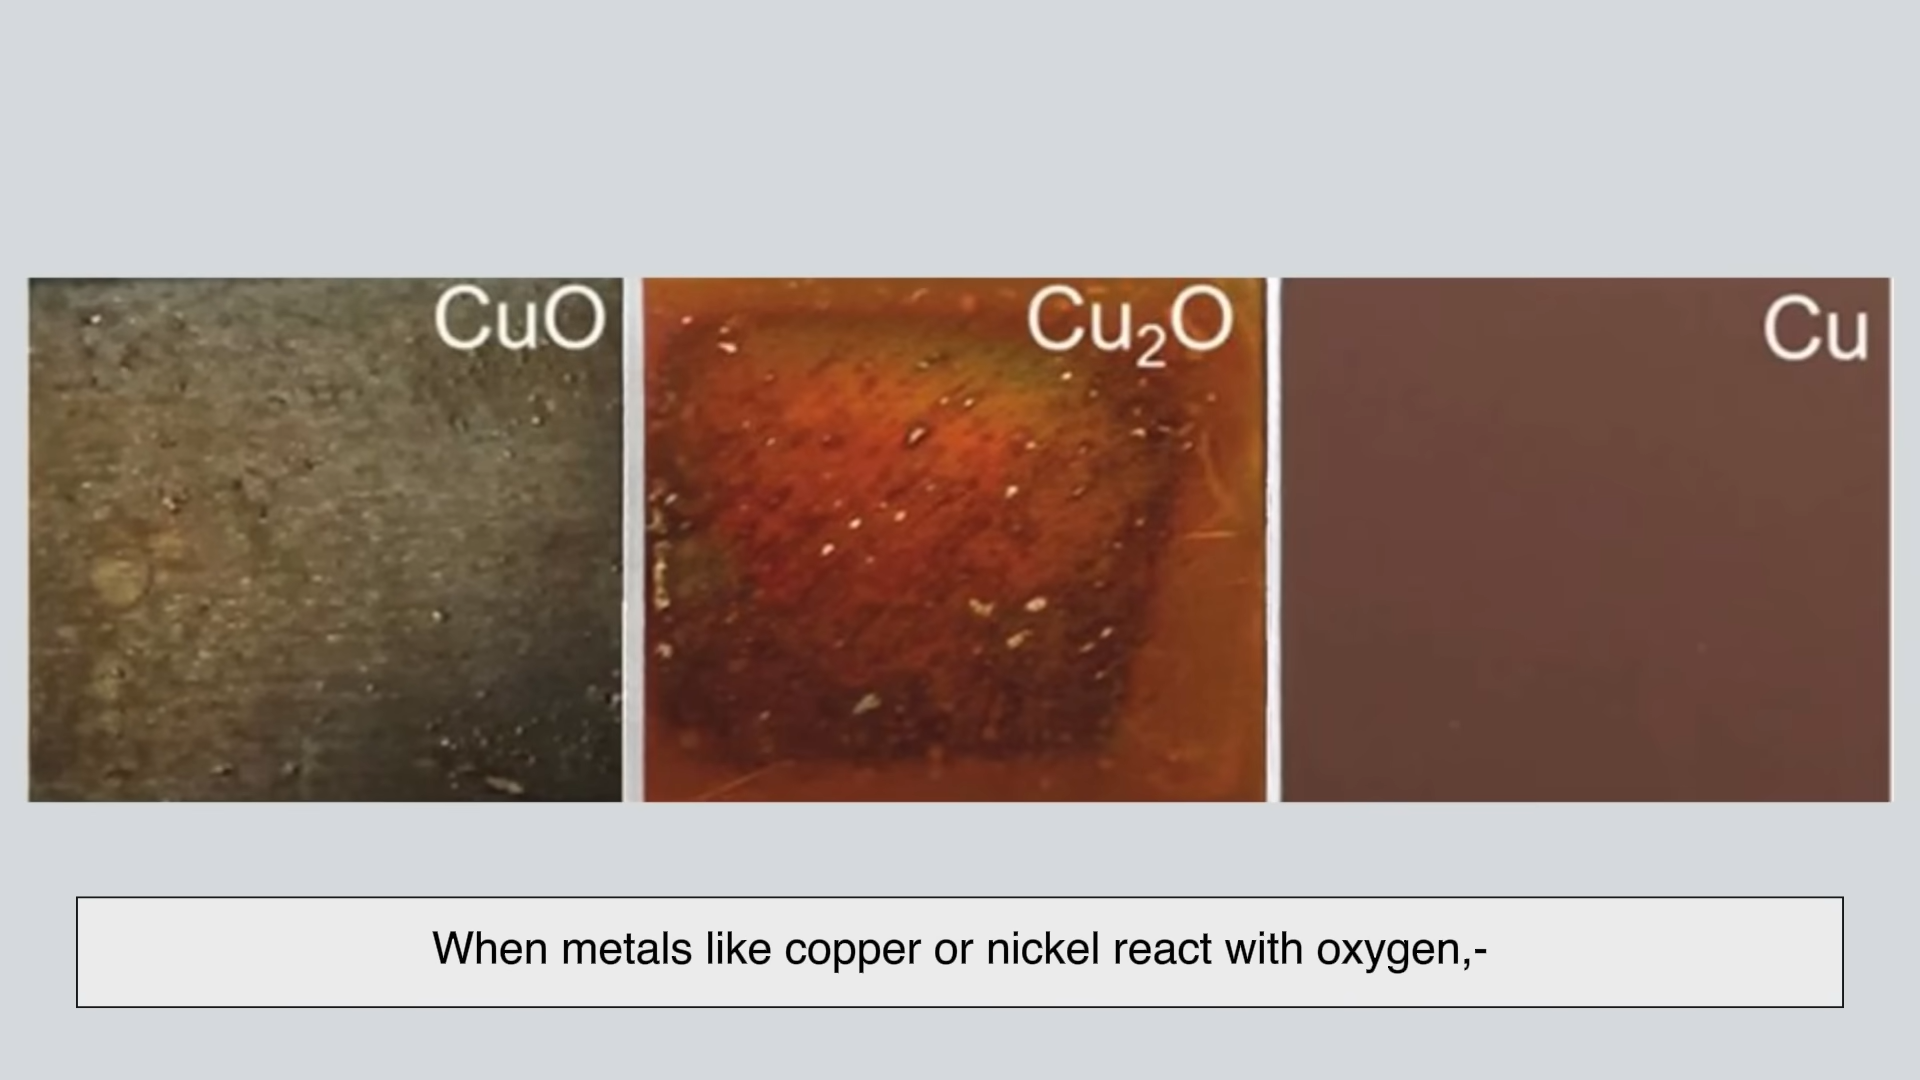 CuO
Cu₂O
Cu
When metals like copper or nickel react with oxygen,-